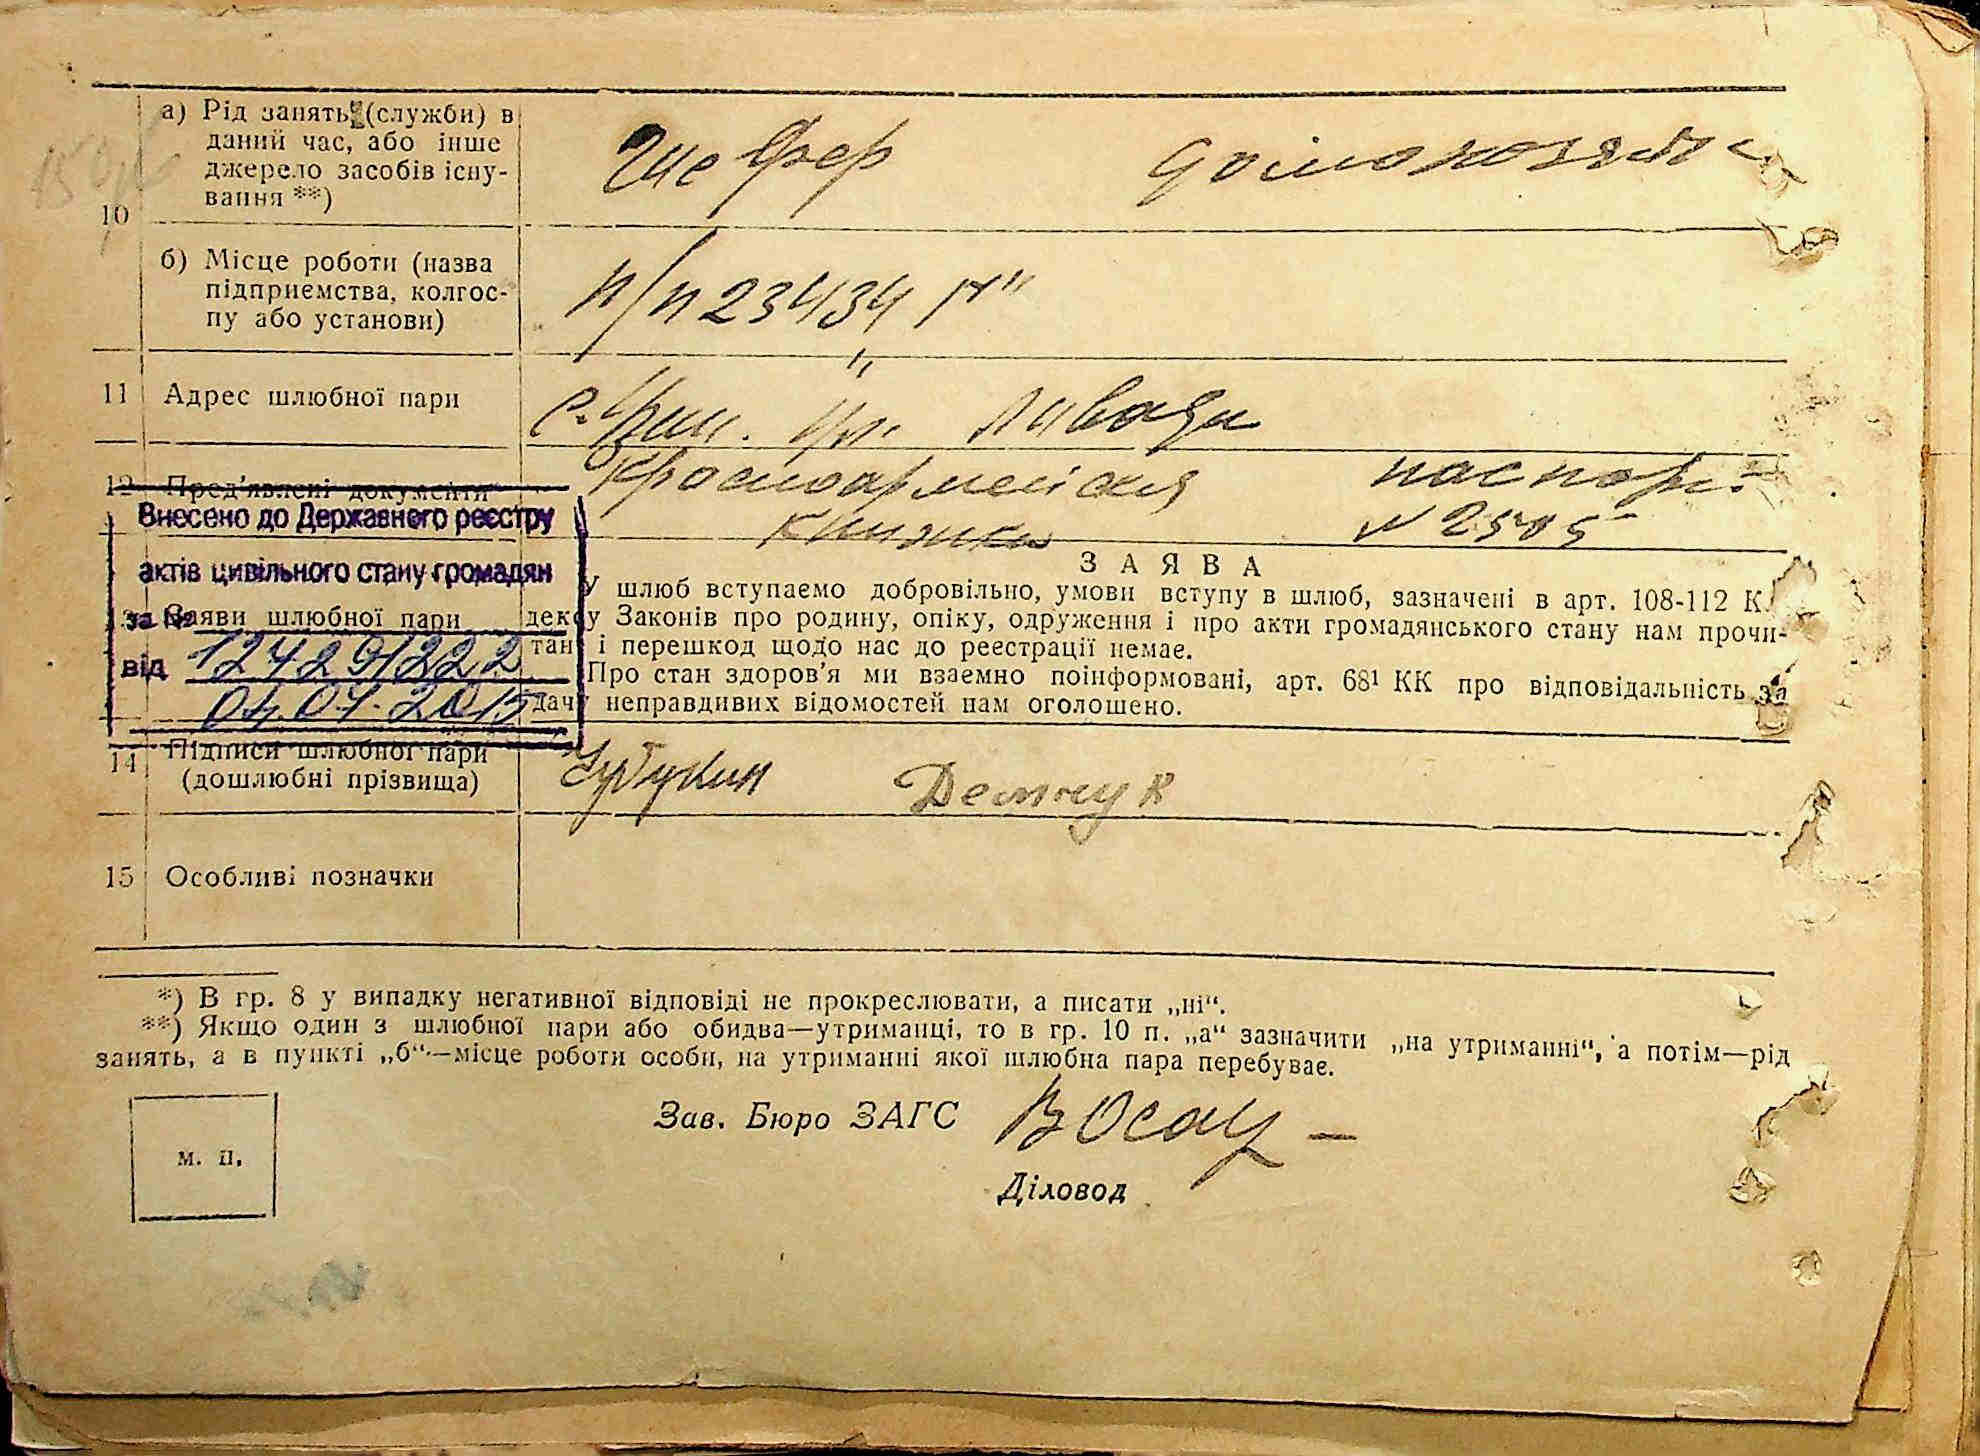 10
а) Рід занять (служби) в
даний час, або інше
джерело засобів існу-
вання **)
Шефер домохозяйка
б) Місце роботи (назва
підприємства, колгос-
пу або установи)
п/п 23434
11 Адрес шлюбної пари
12 Пред'явлені документи
Красноармейская паспорт
книжка № 2505
Внесено до Державного реєстру
актів цивільного стану громадян
за №
від 124291222
04.07.2015
Заяви шлюбної пари
ЗАЯВА
У шлюб вступаємо добровільно, умови вступу в шлюб, зазначені в арт. 108-112 К
дексу Законів про родину, опіку, одруження і про акти громадянського стану нам прочи-
тані і перешкод щодо нас до реестрації немає.
Про стан здоров'я ми взаємно поінформовані, арт. 68¹ КК про відповідальність за
дачу неправдивих відомостей нам оголошено.
14 Підписи шлюбної пари
(дошлюбні прізвища)
Демчук
15 Особливі позначки
*) В гр. 8 у випадку негативної відповіді не прокреслювати, а писати „ні“.
**) Якщо один з шлюбної пари або обидва—утриманці, то в гр. 10 п. „а“ зазначити „на утриманні“, а потім—рід
занять, а в пункті „б“—місце роботи особи, на утриманні якої шлюбна пара перебуває.
Зав. Бюро ЗАГС
м. п.
Діловод